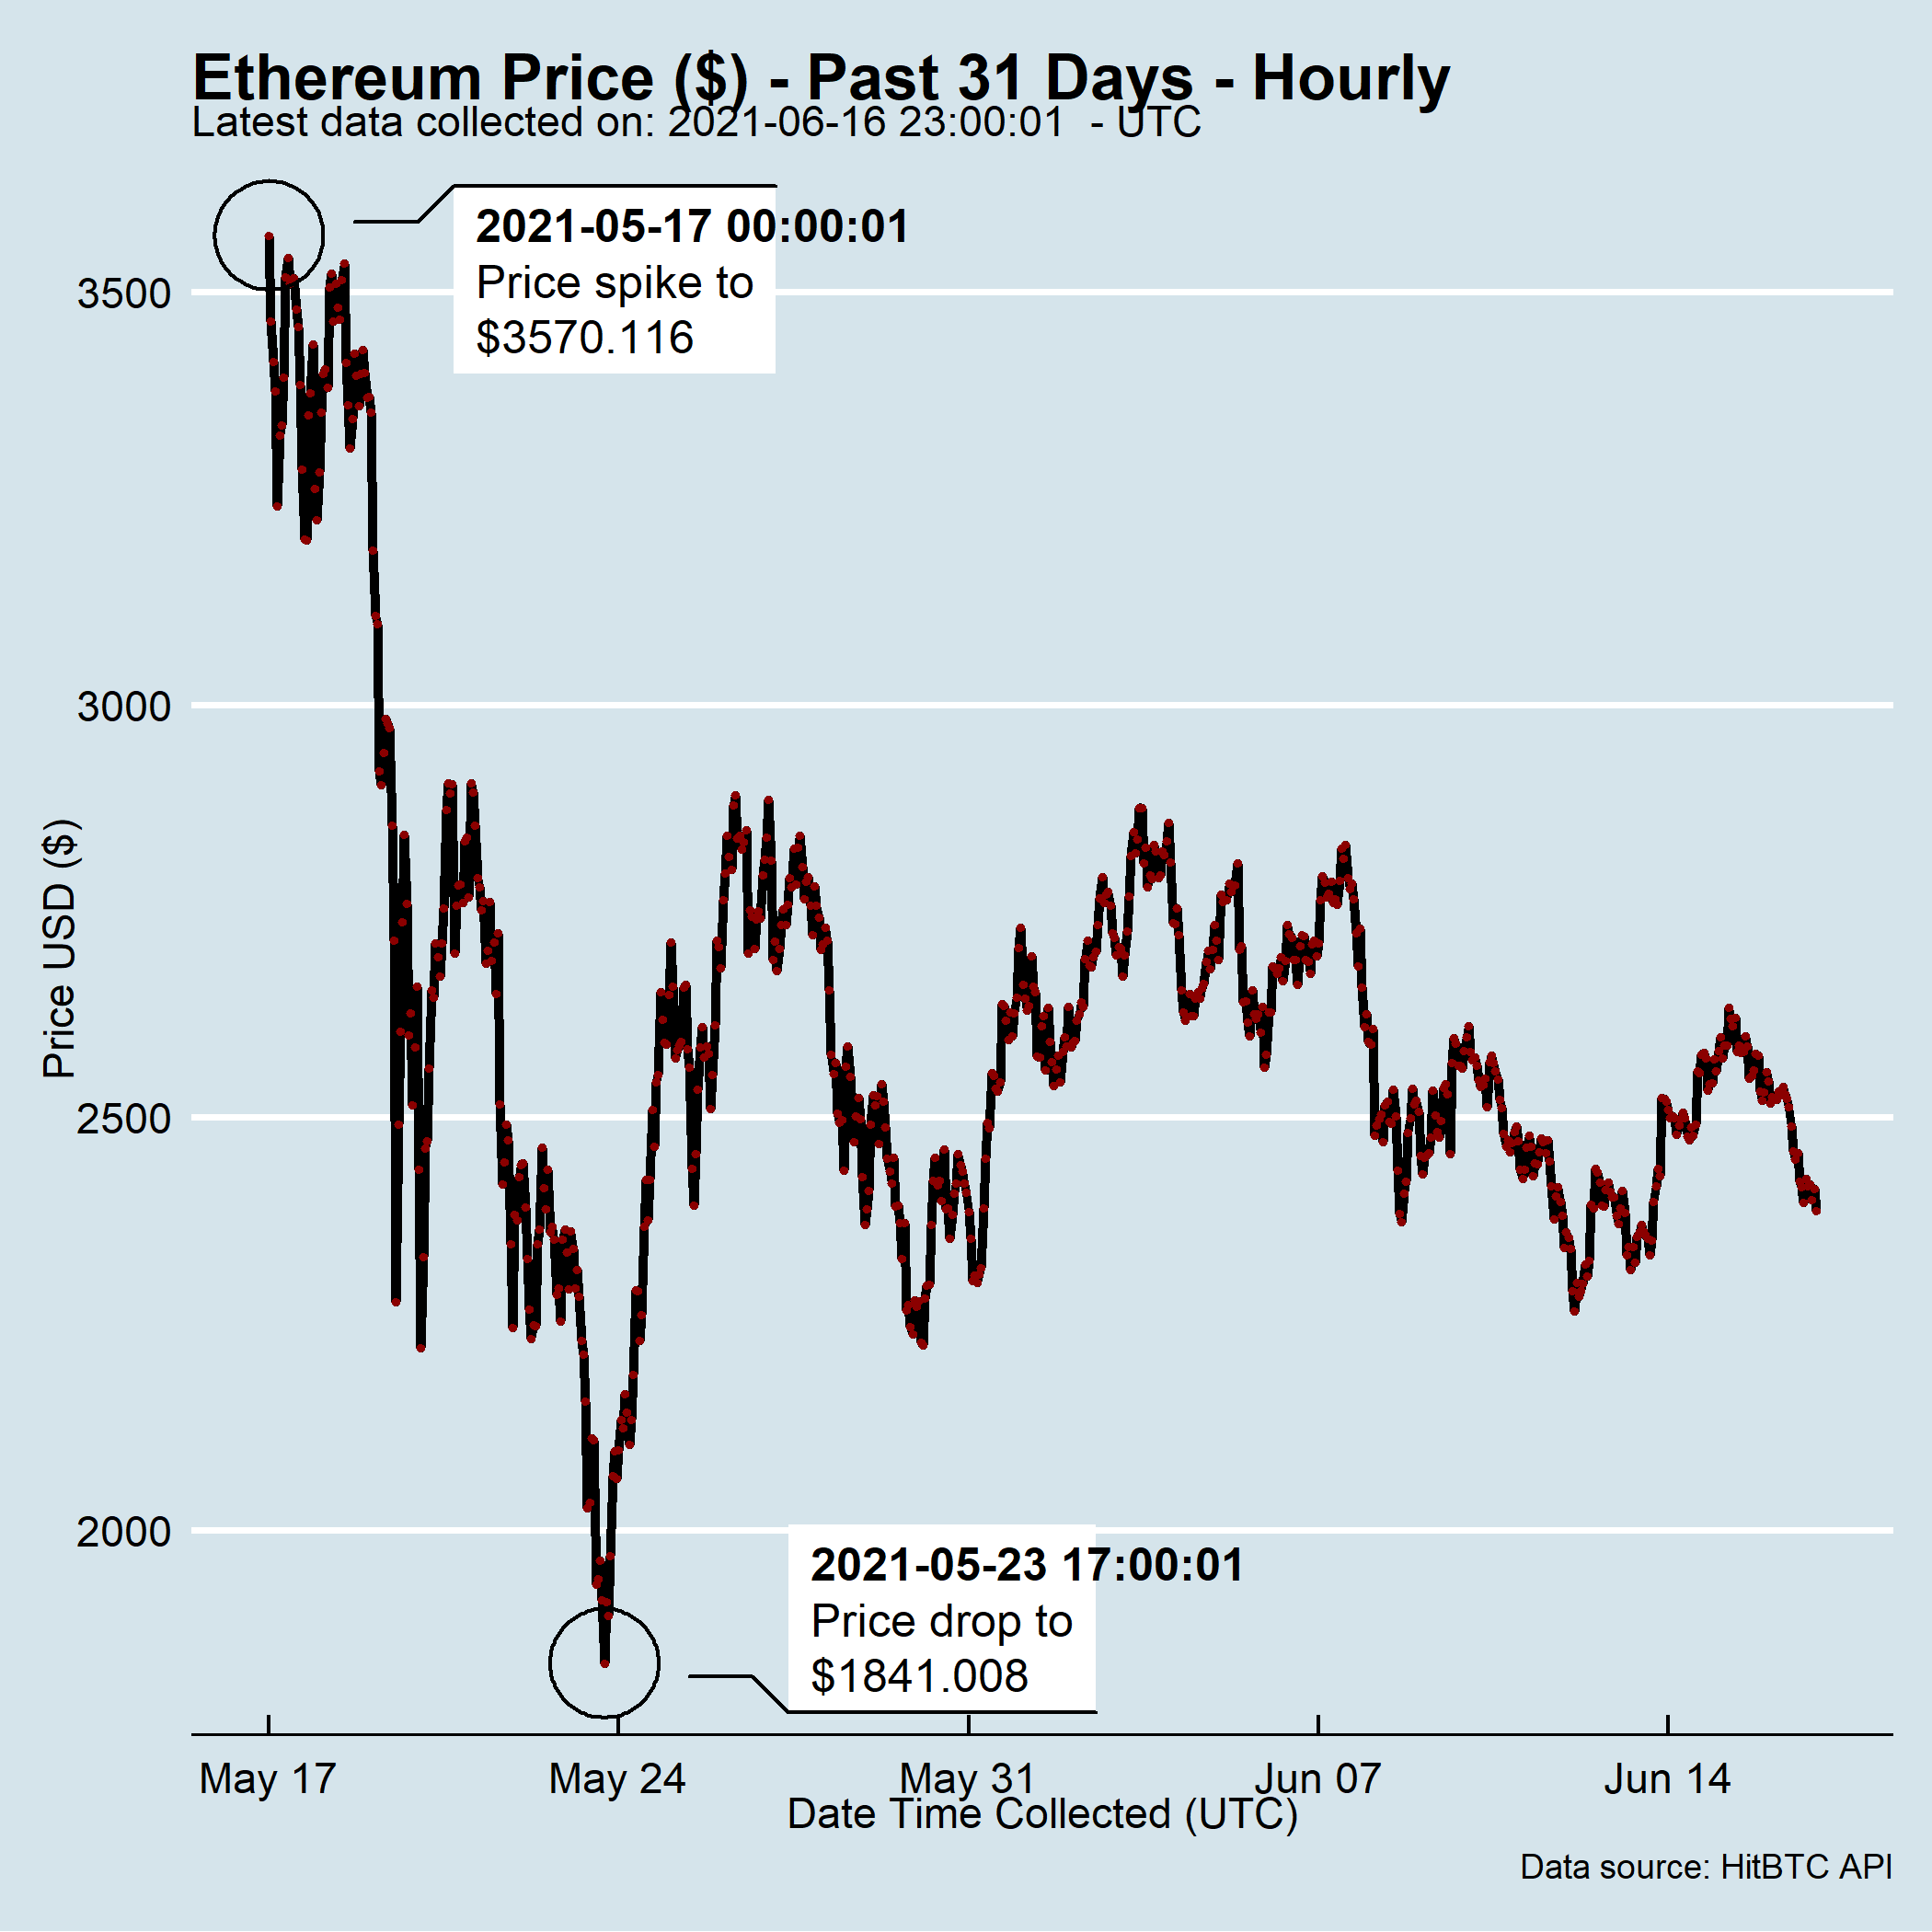 Ethereum Price ($) - Past 31 Days - Hourly
Latest data collected on: 2021-06-16 23:00:01  - UTC
2021-05-17 00:00:01
Price spike to
$3570.116
3500
3000
2500
2000
Price USD ($)
2021-05-23 17:00:01
Price drop to
$1841.008
May 17
May 24
May 31
Jun 07
Jun 14
Date Time Collected (UTC)
Data source: HitBTC API